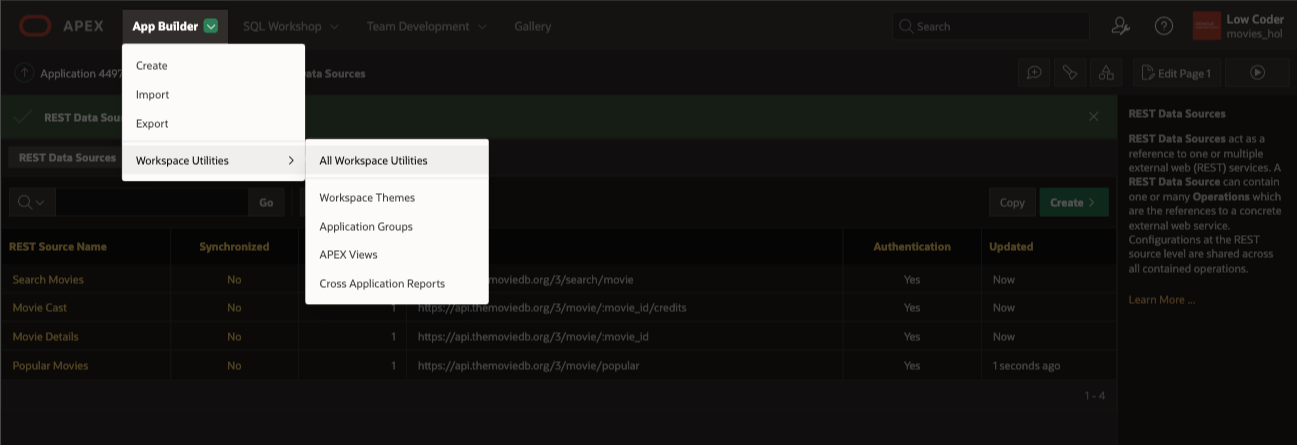 APEX
App Builder
SQL Workshop
Team Development
Gallery
Search
Low Coder
movies_hol
Create
Import
Export
Workspace Utilities
All Workspace Utilities
Workspace Themes
Application Groups
APEX Views
Cross Application Reports
Application 4497
ata Sources
Edit Page 1
REST Data Sou
REST Data Sources
Go
Copy
Create
REST Source Name
Synchronized
Authentication
Updated
Search Movies
No
moviedb.org/3/search/movie
Yes
Now
Movie Cast
No
1
https://api.themoviedb.org/3/movie/:movie_id/credits
Yes
Now
Movie Details
No
1
https://api.themoviedb.org/3/movie/:movie_id
Yes
Now
Popular Movies
No
1
https://api.themoviedb.org/3/movie/popular
Yes
1 seconds ago
1 - 4
REST Data Sources
REST Data Sources act as a
reference to one or multiple
external web (REST) services. A
REST Data Source can contain
one or many Operations which
are the references to a concrete
external web service.
Configurations at the REST
source level are shared across
all contained operations.
Learn More ...